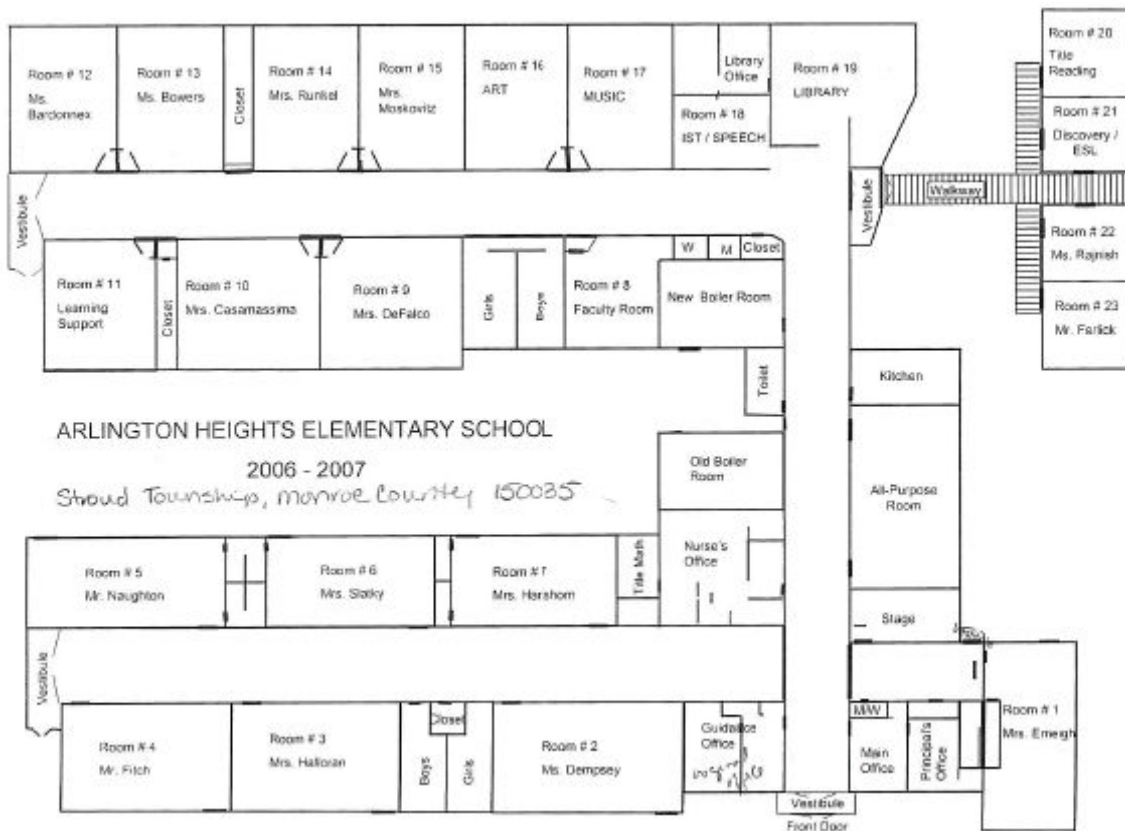 Room # 12
Ms.
Bardonnex
Room # 13
Ms. Bowers
Closet
Room # 14
Mrs. Runkel
Room # 15
Mrs.
Moskovitz
Room # 16
ART
Room # 17
MUSIC
Library
Office
Room # 18
IST / SPEECH
Room # 19
LIBRARY
Room # 20
Title
Reading
Room # 21
Discovery /
ESL
Vestibule
Vestibule
Walkway
Room # 22
Ms. Rajnish
Room # 23
Mr. Farlick
Room # 11
Learning
Support
Closet
Room # 10
Mrs. Casamassima
Room # 9
Mrs. DeFalco
Girls
Boys
Room # 8
Faculty Room
W
M
Closet
New Boiler Room
Toilet
Kitchen
ARLINGTON HEIGHTS ELEMENTARY SCHOOL
2006 - 2007
Stroud Township, Monroe County 150035
Old Boiler
Room
All-Purpose
Room
Room # 5
Mr. Naughton
Room # 6
Mrs. Slatky
Room # 7
Mrs. Harshorn
Title Math
Nurse's
Office
Stage
Vestibule
Room # 4
Mr. Fitch
Room # 3
Mrs. Halloran
Boys
Closet
Girls
Room # 2
Ms. Dempsey
Guidance
Office
M/W
Main
Office
Principal's
Office
Room # 1
Mrs. Emeigh
Vestibule
Front Door